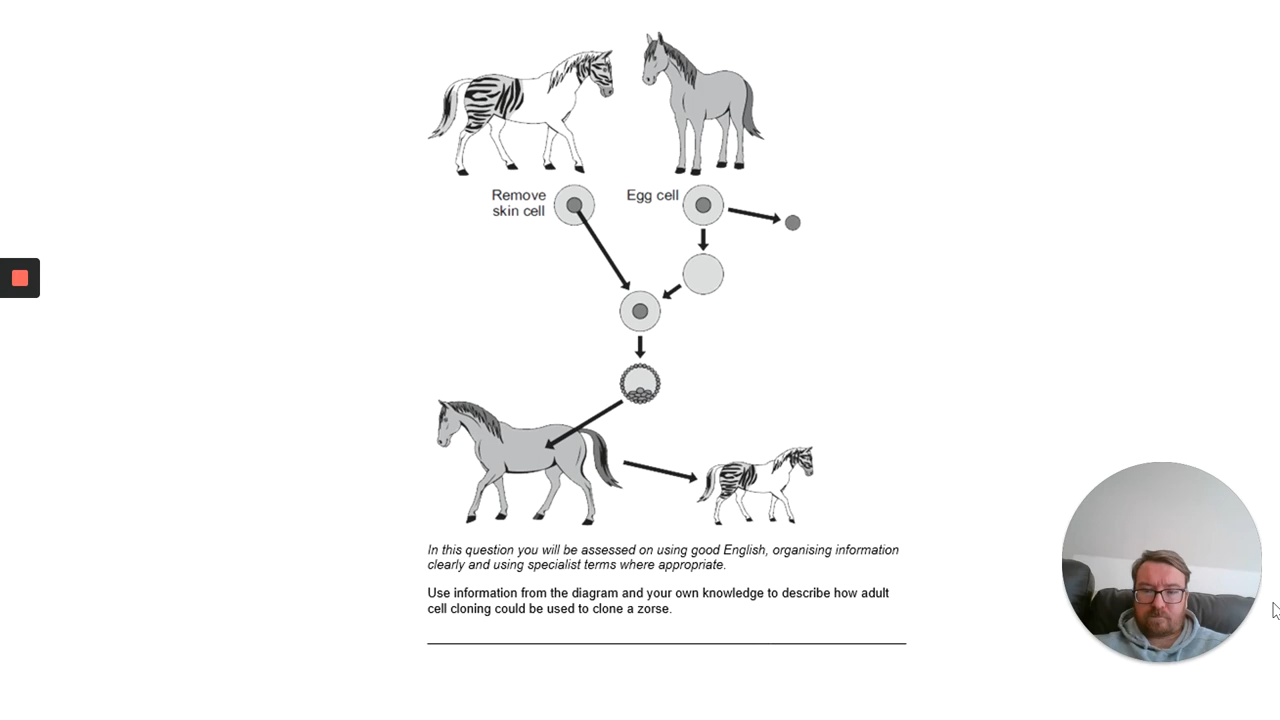 Remove
skin cell
Egg cell
In this question you will be assessed on using good English, organising information
clearly and using specialist terms where appropriate.
Use information from the diagram and your own knowledge to describe how adult
cell cloning could be used to clone a zorse.